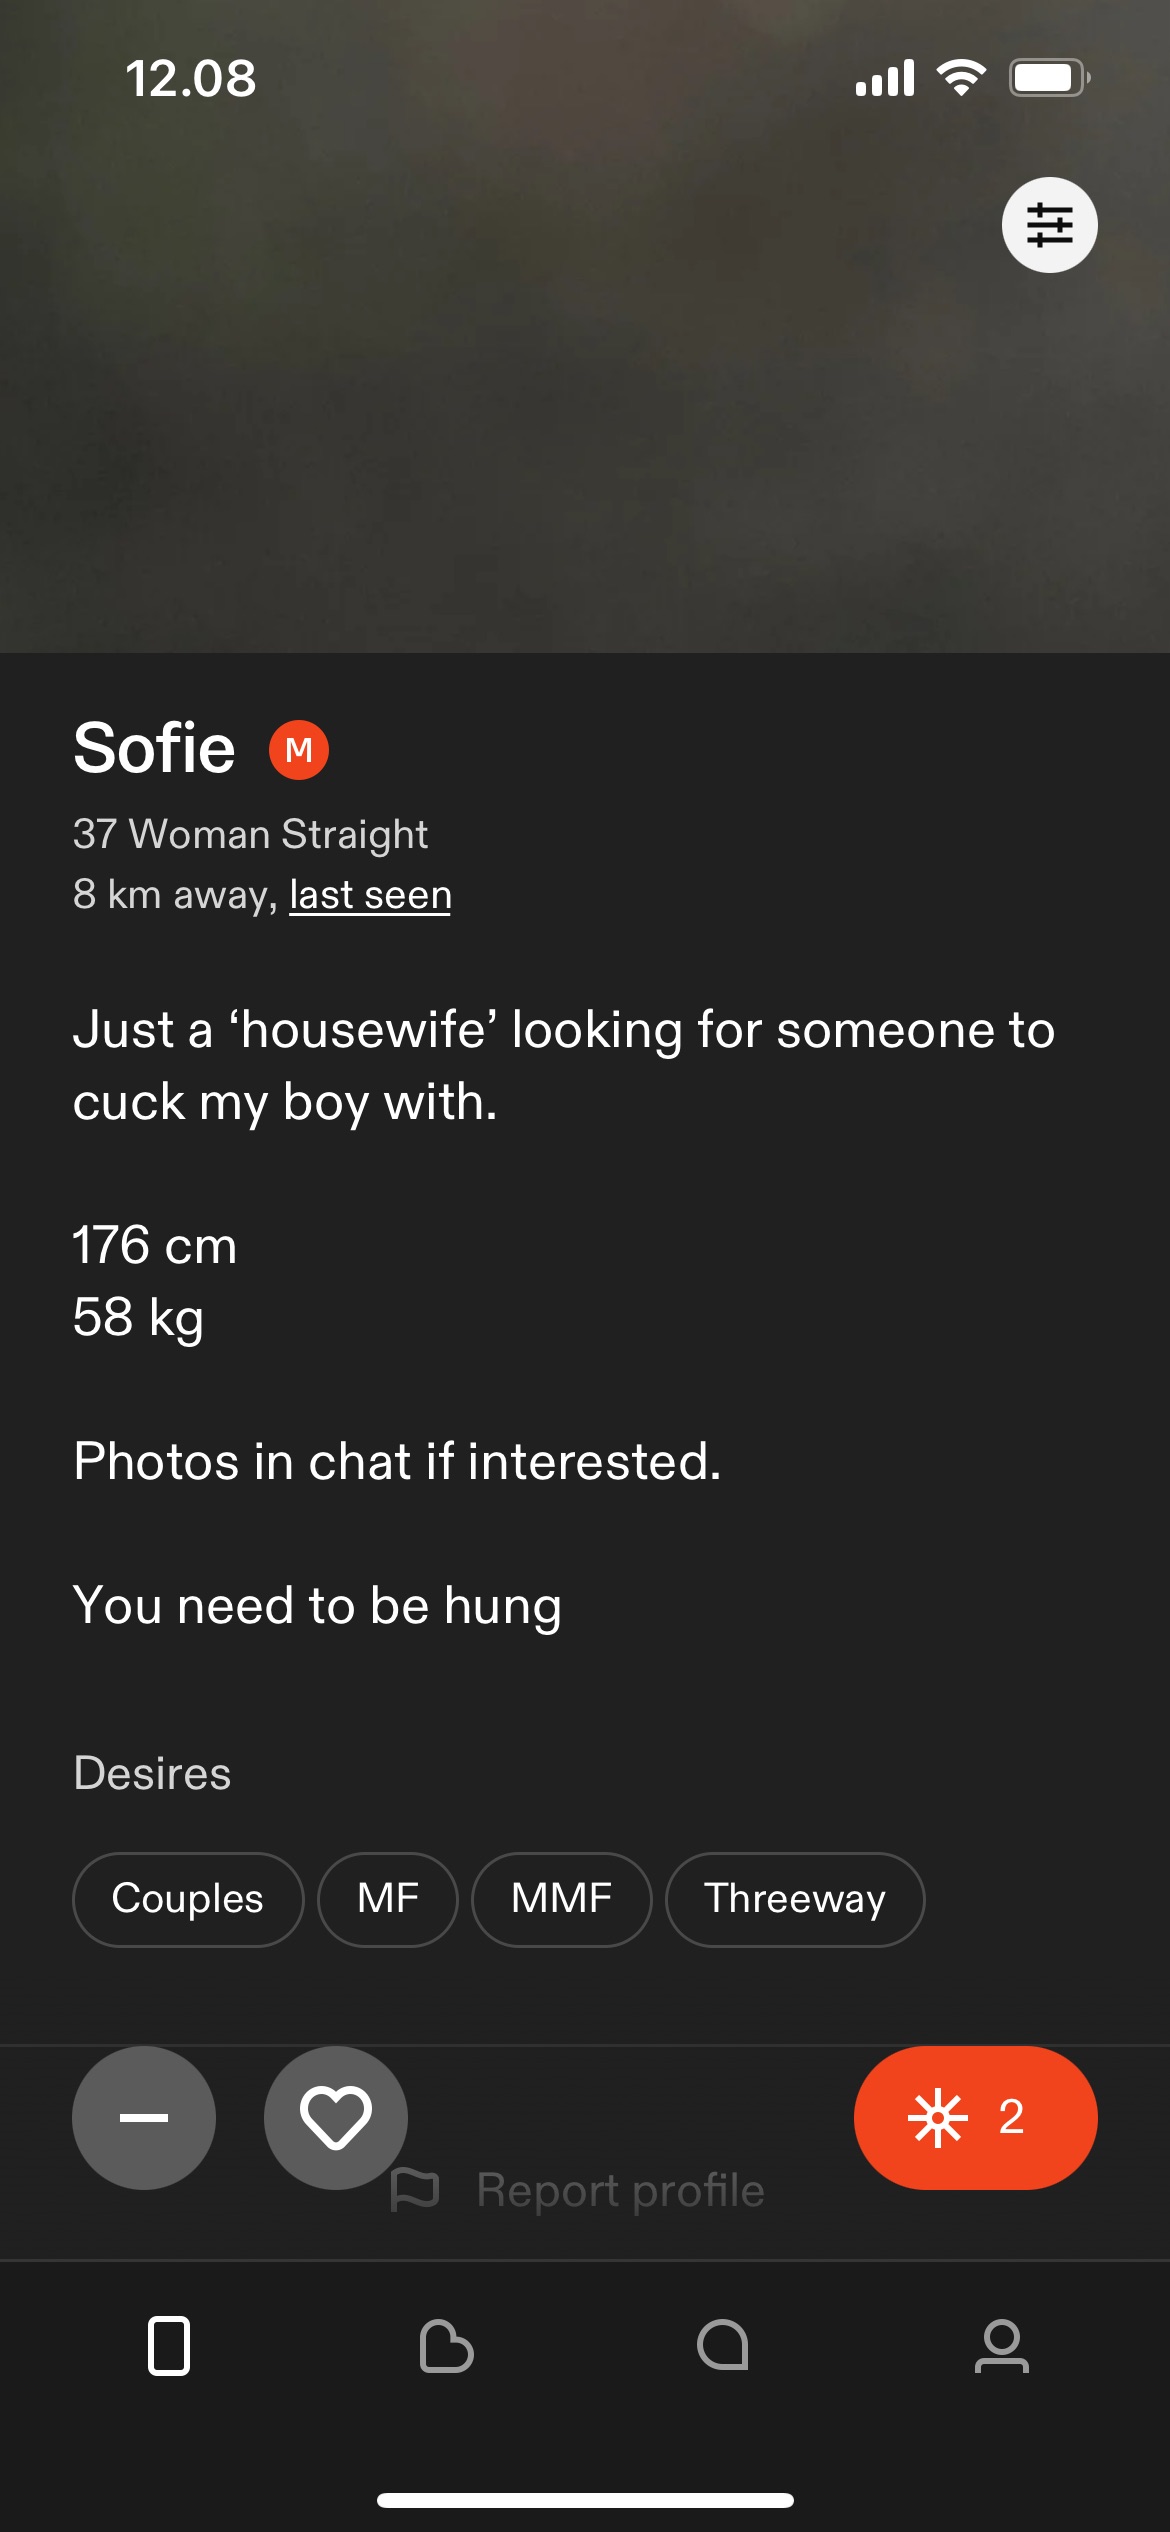 12.08
Sofie M
37 Woman Straight
8 km away, last seen
Just a ‘housewife’ looking for someone to
cuck my boy with.
176 cm
58 kg
Photos in chat if interested.
You need to be hung
Desires
Couples MF MMF Threeway
2
Report profile